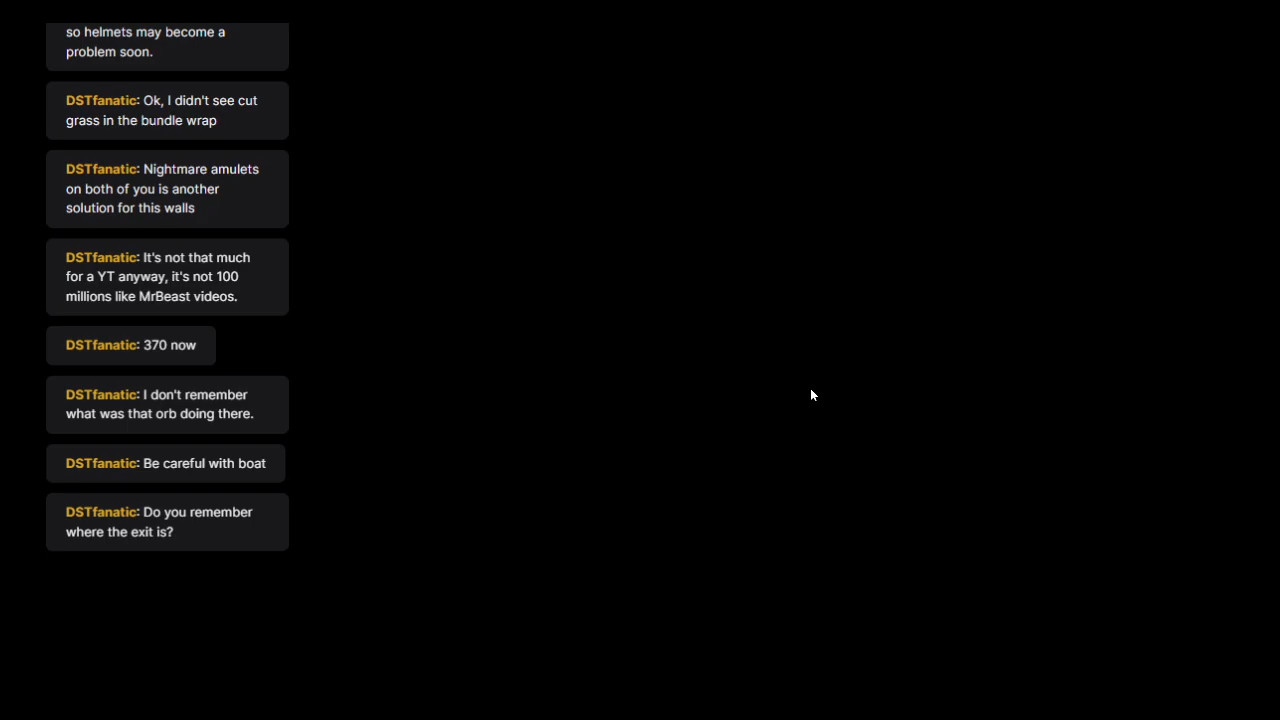 so helmets may become a
problem soon.
DSTfanatic: Ok, I didn't see cut
grass in the bundle wrap
DSTfanatic: Nightmare amulets
on both of you is another
solution for this walls
DSTfanatic: It's not that much
for a YT anyway, it's not 100
millions like MrBeast videos.
DSTfanatic: 370 now
DSTfanatic: I don't remember
what was that orb doing there.
DSTfanatic: Be careful with boat
DSTfanatic: Do you remember
where the exit is?